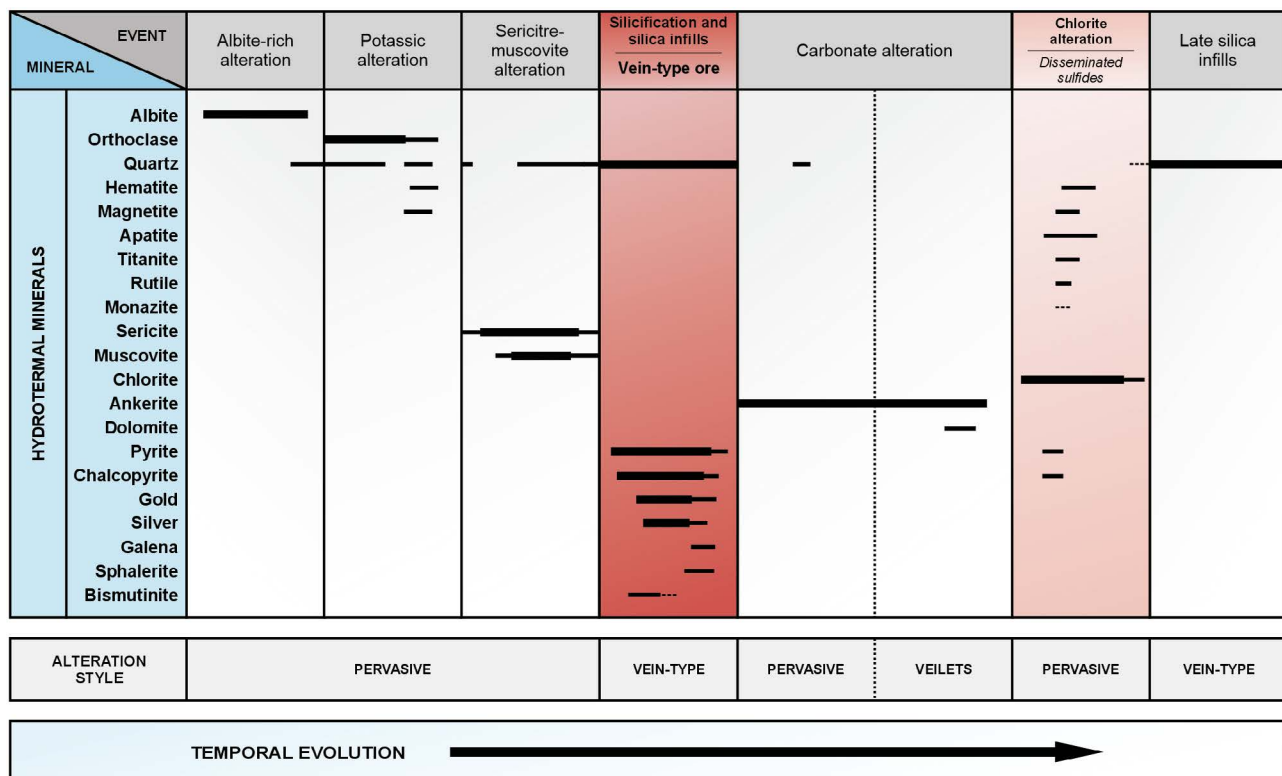 EVENT
MINERAL
Albite-rich
alteration
Potassic
alteration
Sericitre-
muscovite
alteration
Silicification and
silica infills
Vein-type ore
Carbonate alteration
Chlorite
alteration
Disseminated
sulfides
Late silica
infills
HYDROTERMAL MINERALS
Albite
Orthoclase
Quartz
Hematite
Magnetite
Apatite
Titanite
Rutile
Monazite
Sericite
Muscovite
Chlorite
Ankerite
Dolomite
Pyrite
Chalcopyrite
Gold
Silver
Galena
Sphalerite
Bismutinite
ALTERATION
STYLE
PERVASIVE
VEIN-TYPE
PERVASIVE
VEILETS
PERVASIVE
VEIN-TYPE
TEMPORAL EVOLUTION